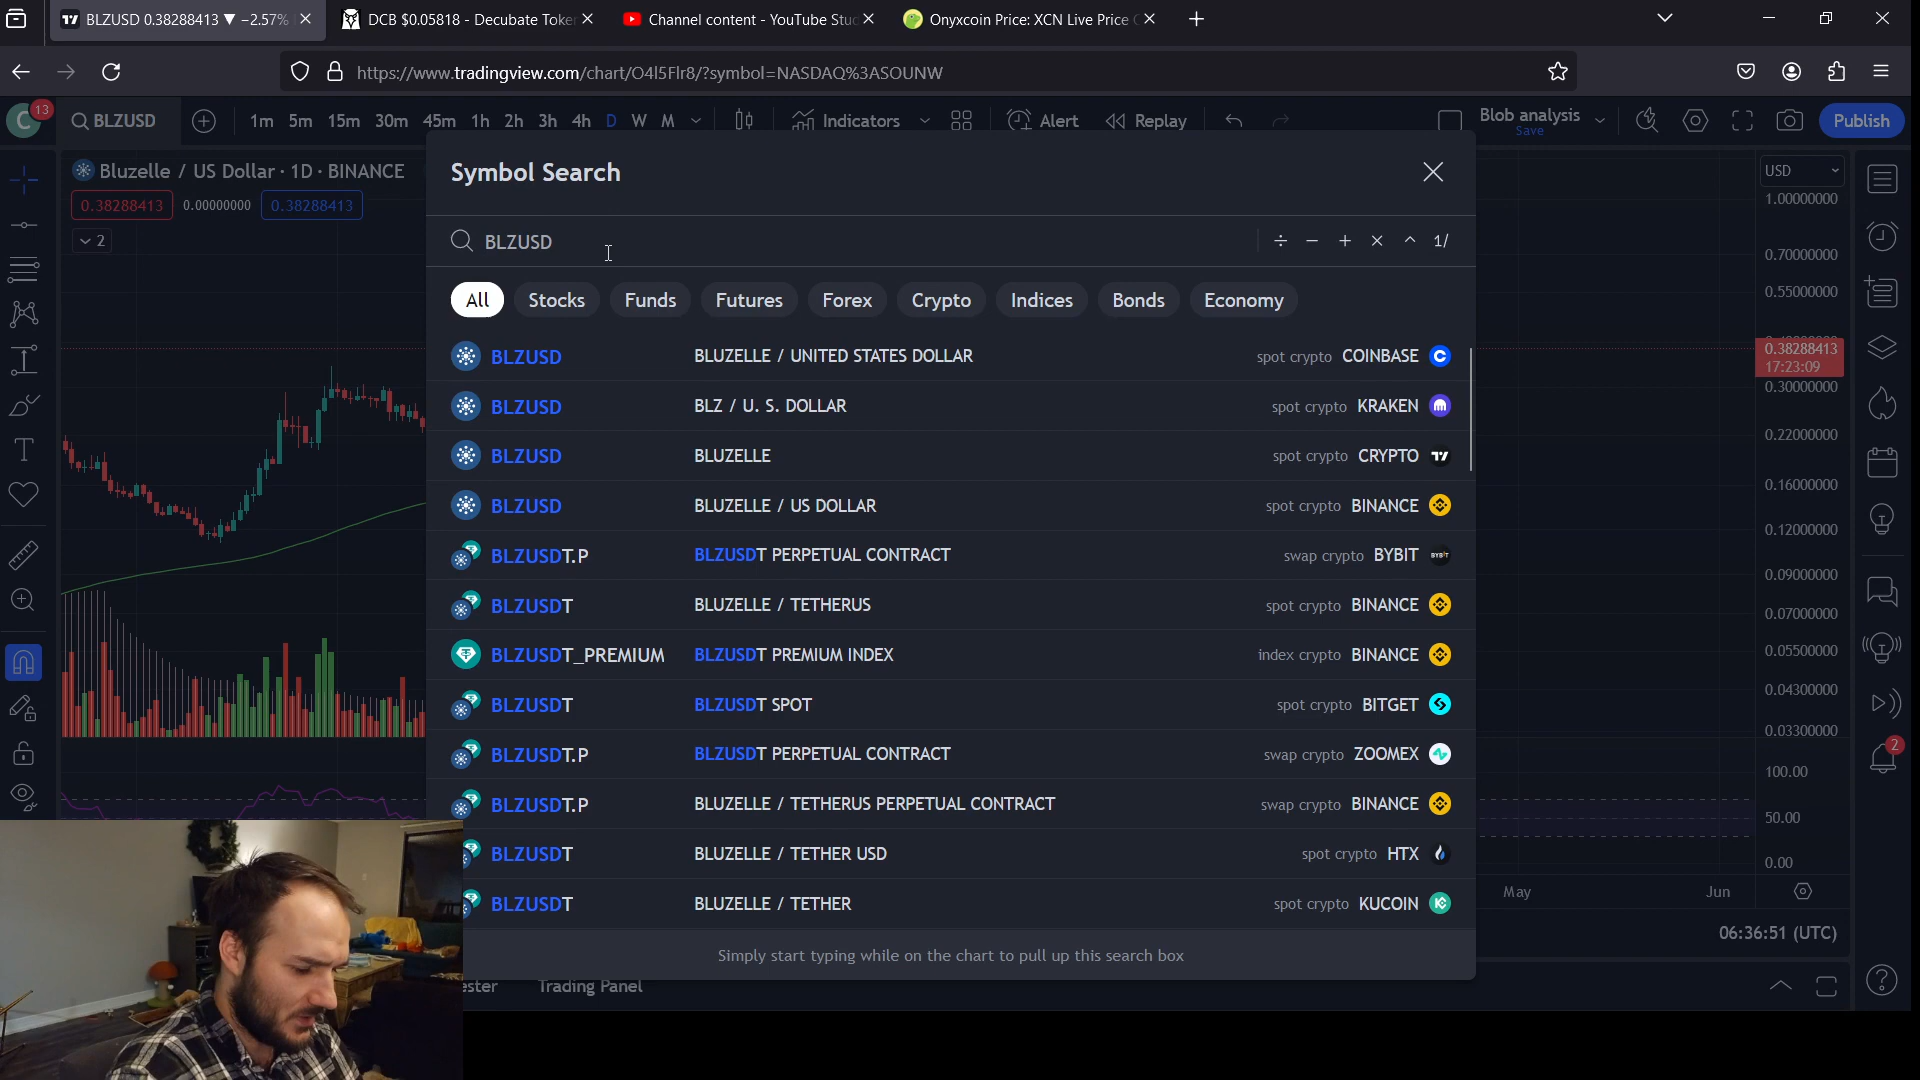 BLZUSD 0.38288413 ▼ −2.57%
DCB $0.05818 - Decubate Toke
Channel content - YouTube Stu
Onyxcoin Price: XCN Live Price
https://www.tradingview.com/chart/O4l5Flr8/?symbol=NASDAQ%3ASOUNW
C 13 BLZUSD 1m 5m 15m 30m 45m 1h 2h 3h 4h D W M Indicators Alert Replay Blob analysis Publish
Save
Bluzelle / US Dollar · 1D · BINANCE
0.38288413 0.00000000 0.38288413
2
Symbol Search
BLZUSD
÷ − + × ^ 1/
All Stocks Funds Futures Forex Crypto Indices Bonds Economy
BLZUSD BLUZELLE / UNITED STATES DOLLAR spot crypto COINBASE
BLZUSD BLZ / U. S. DOLLAR spot crypto KRAKEN
BLZUSD BLUZELLE spot crypto CRYPTO
BLZUSD BLUZELLE / US DOLLAR spot crypto BINANCE
BLZUSDT.P BLZUSDT PERPETUAL CONTRACT swap crypto BYBIT
BLZUSDT BLUZELLE / TETHERUS spot crypto BINANCE
BLZUSDT_PREMIUM BLZUSDT PREMIUM INDEX index crypto BINANCE
BLZUSDT BLZUSDT SPOT spot crypto BITGET
BLZUSDT.P BLZUSDT PERPETUAL CONTRACT swap crypto ZOOMEX
BLZUSDT.P BLUZELLE / TETHERUS PERPETUAL CONTRACT swap crypto BINANCE
BLZUSDT BLUZELLE / TETHER USD spot crypto HTX
BLZUSDT BLUZELLE / TETHER spot crypto KUCOIN
Simply start typing while on the chart to pull up this search box
ester Trading Panel
USD
1.00000000
0.70000000
0.55000000
0.38288413
17:23:09
0.30000000
0.22000000
0.16000000
0.12000000
0.09000000
0.07000000
0.05500000
0.04300000
0.03300000
100.00
50.00
0.00
May Jun
06:36:51 (UTC)
2